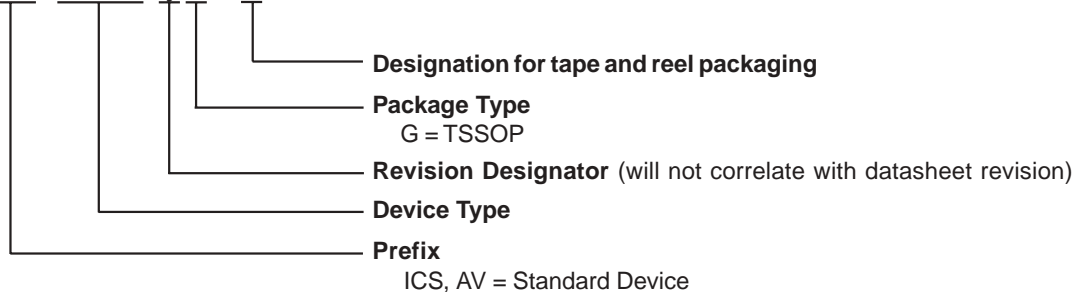 Designation for tape and reel packaging
Package Type
G = TSSOP
Revision Designator (will not correlate with datasheet revision)
Device Type
Prefix
ICS, AV = Standard Device